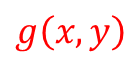 g(x, y)